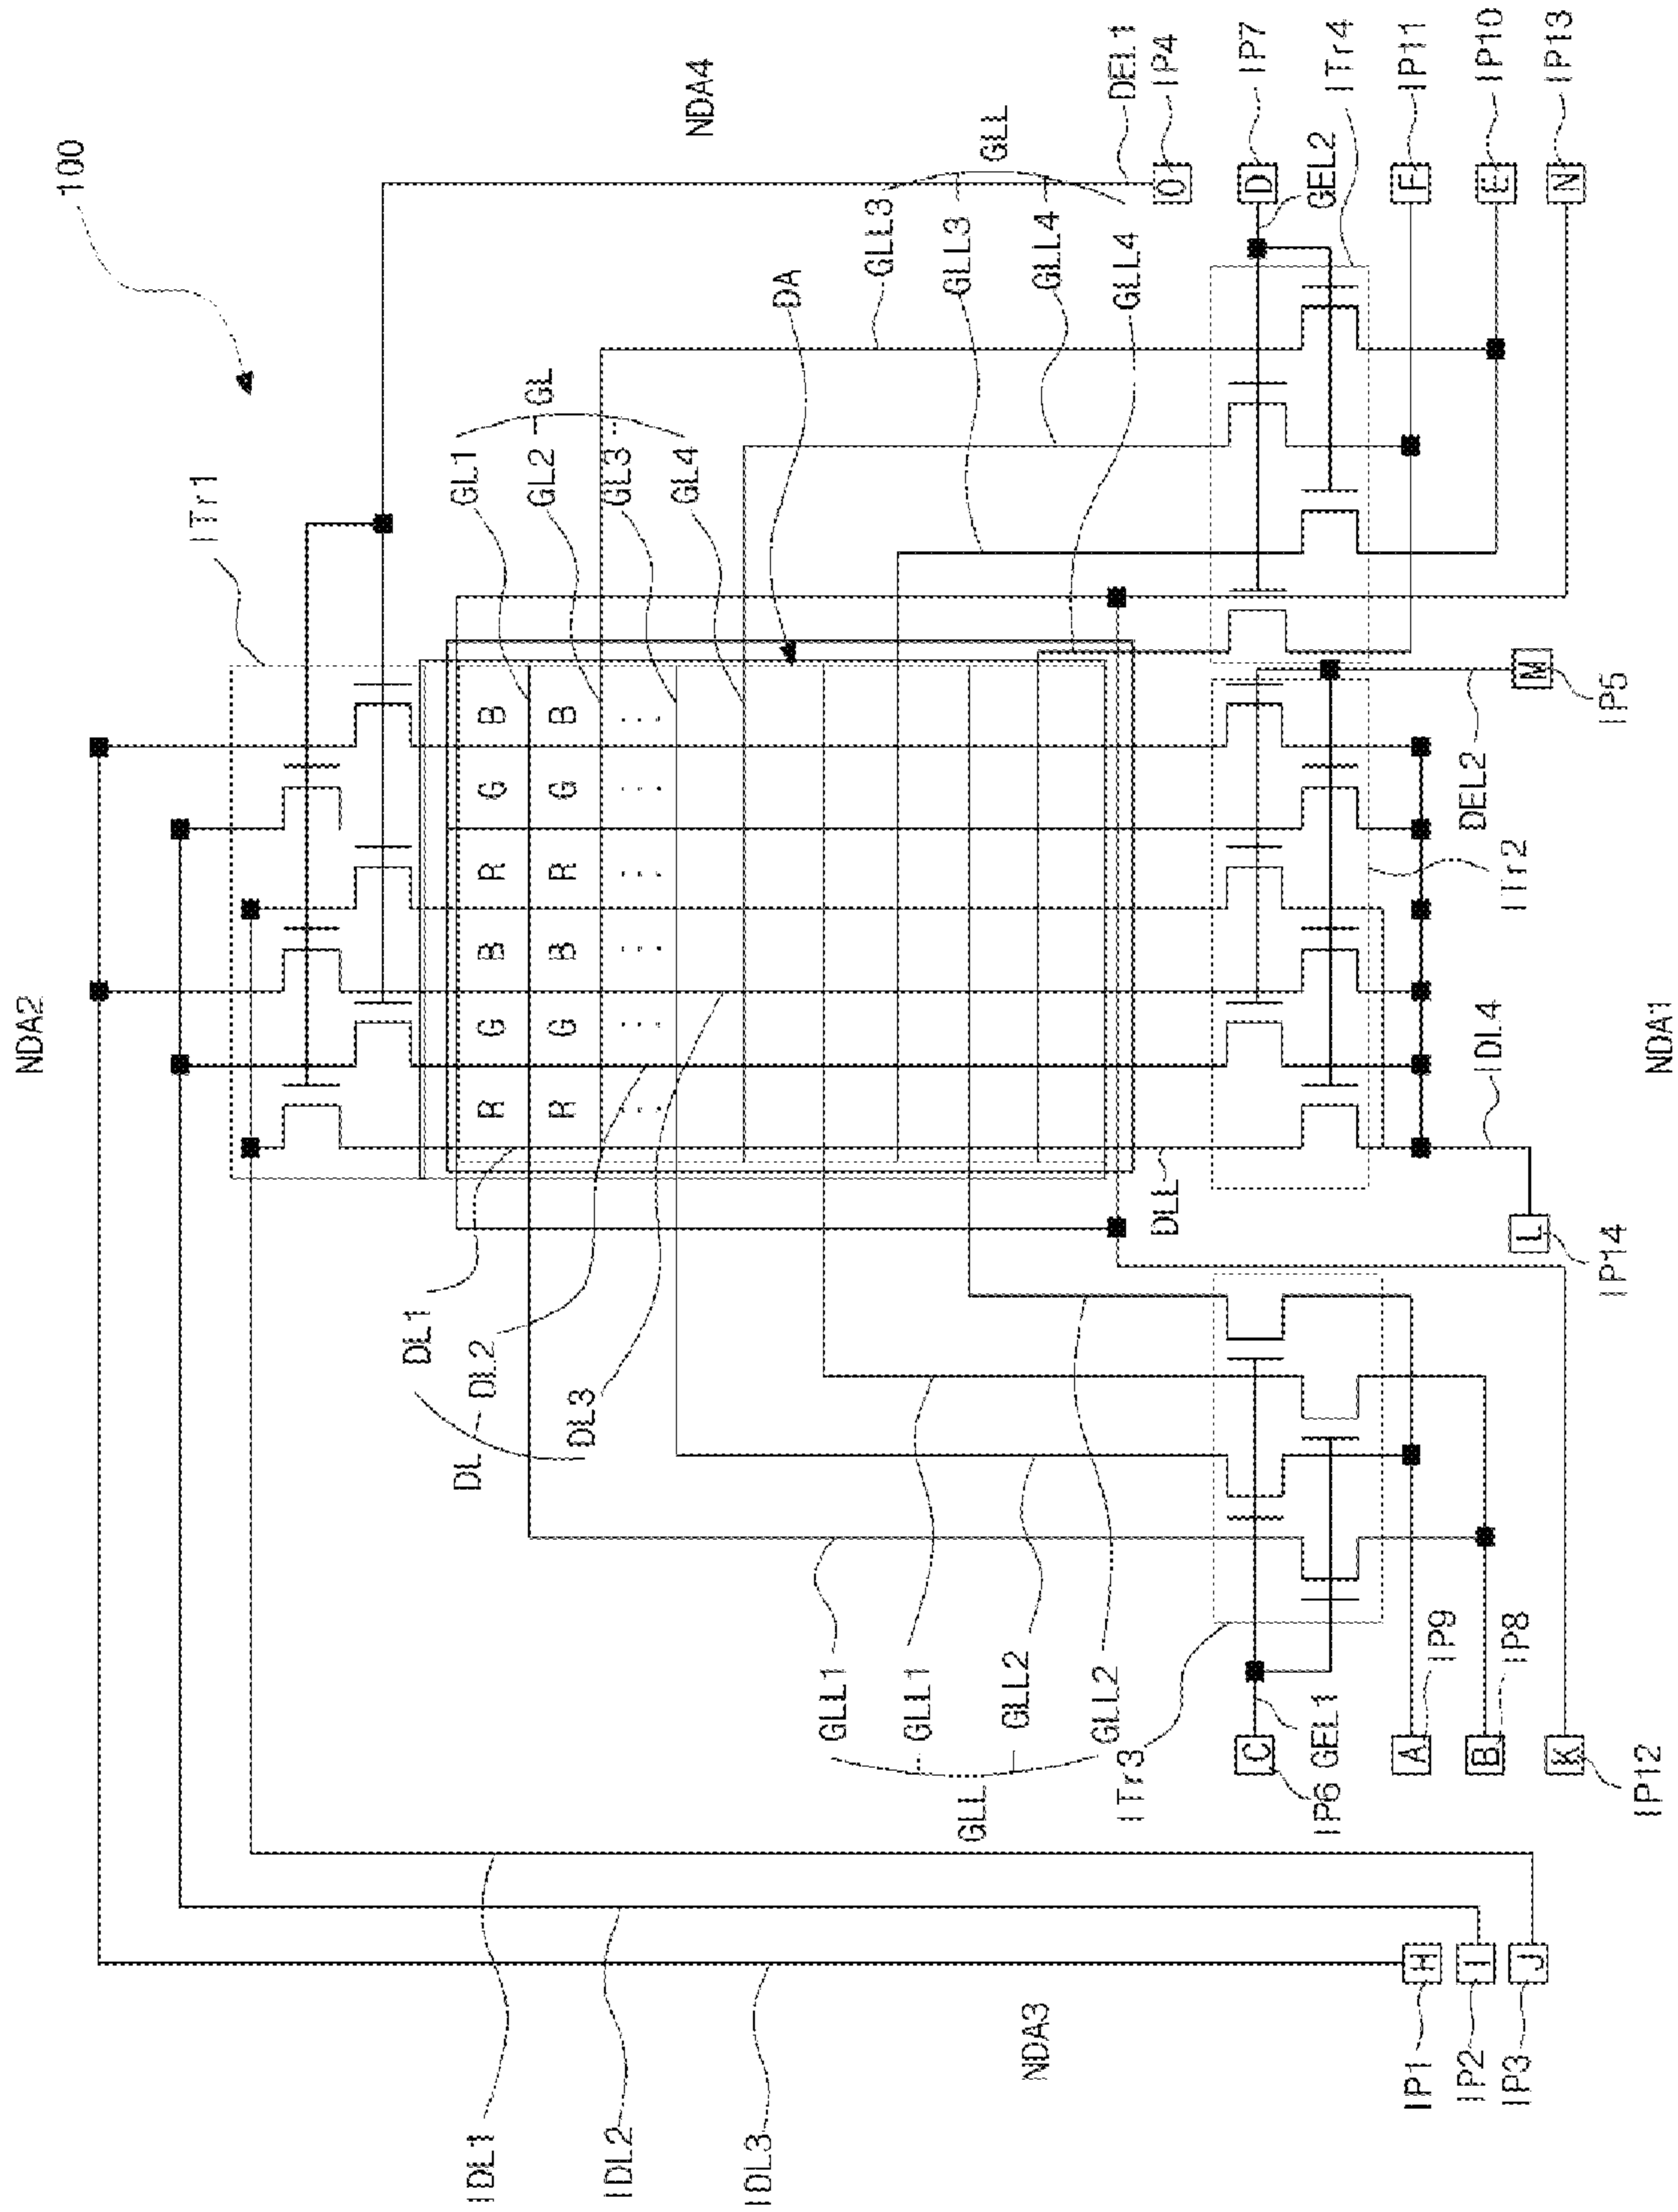 100
NDA2
NDA4
ITr1
GL1
GL2
GL
GL3
GL4
DA
GLL3
GLL3
GLL4
GLL4
GLL
DEL1
O
IP4
D
IP7
GEL2
ITr4
F
IP11
E
IP10
N
IP13
R G B R G B
R G B R G B
DL1
DL2
DL3
DL
DLL
GLL1
GLL1
GLL2
GLL2
GLL
ITr3
C
IP6
GEL1
A
IP9
B
IP8
K
IP12
L
IP14
IDL4
ITr2
DEL2
M
IP5
NDA1
IDL1
IDL2
IDL3
NDA3
H
IP1
I
IP2
J
IP3